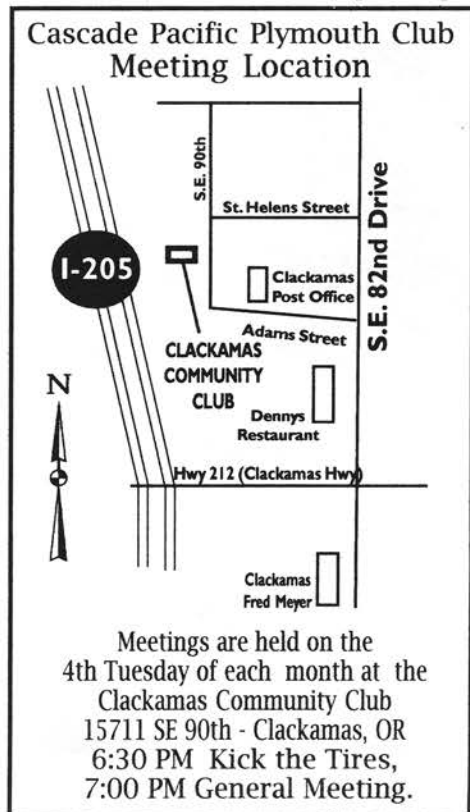 Cascade Pacific Plymouth Club
Meeting Location
S.E. 90th
St. Helens Street
S.E. 82nd Drive
I-205
Clackamas
Post Office
Adams Street
CLACKAMAS
COMMUNITY
CLUB
N
Dennys
Restaurant
Hwy 212 (Clackamas Hwy)
Clackamas
Fred Meyer
Meetings are held on the
4th Tuesday of each month at the
Clackamas Community Club
15711 SE 90th - Clackamas, OR
6:30 PM Kick the Tires,
7:00 PM General Meeting.